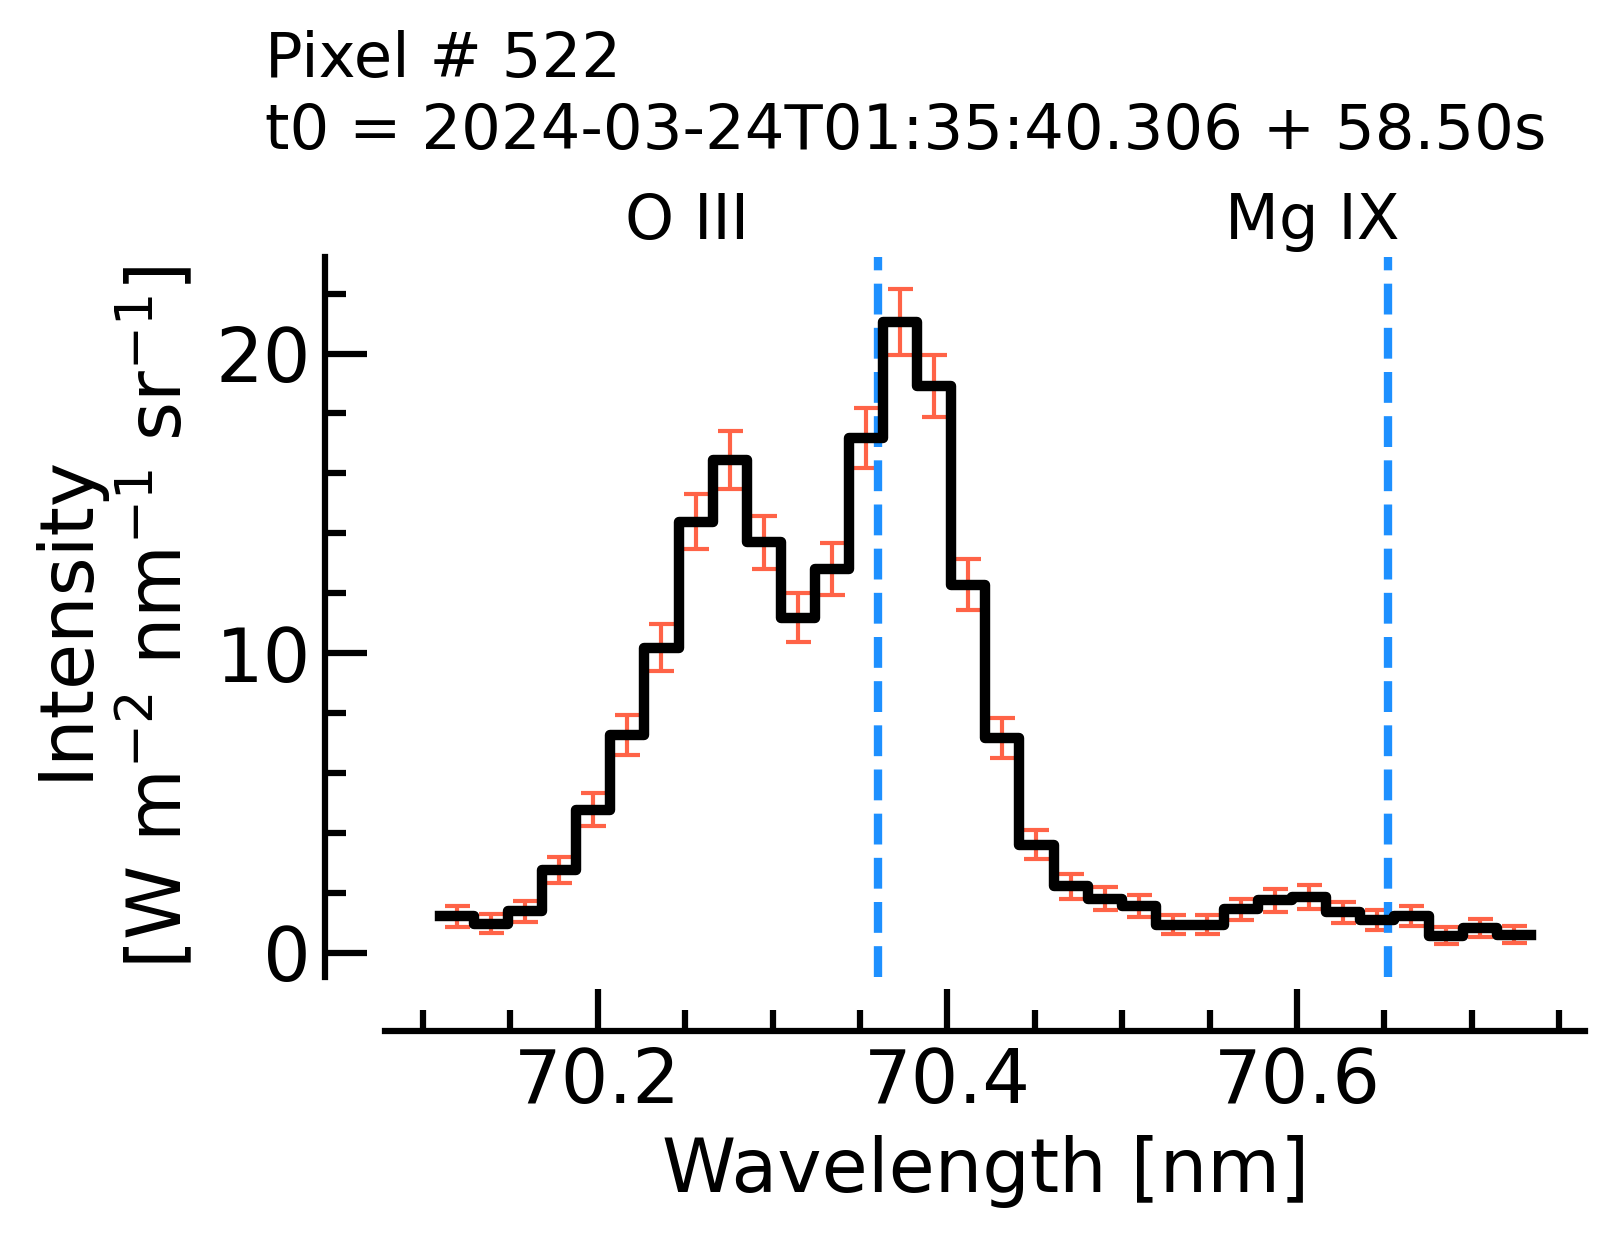 Pixel # 522
t0 = 2024-03-24T01:35:40.306 + 58.50s
O III
Mg IX
Intensity
[W m⁻² nm⁻¹ sr⁻¹]
20
10
0
70.2
70.4
70.6
Wavelength [nm]